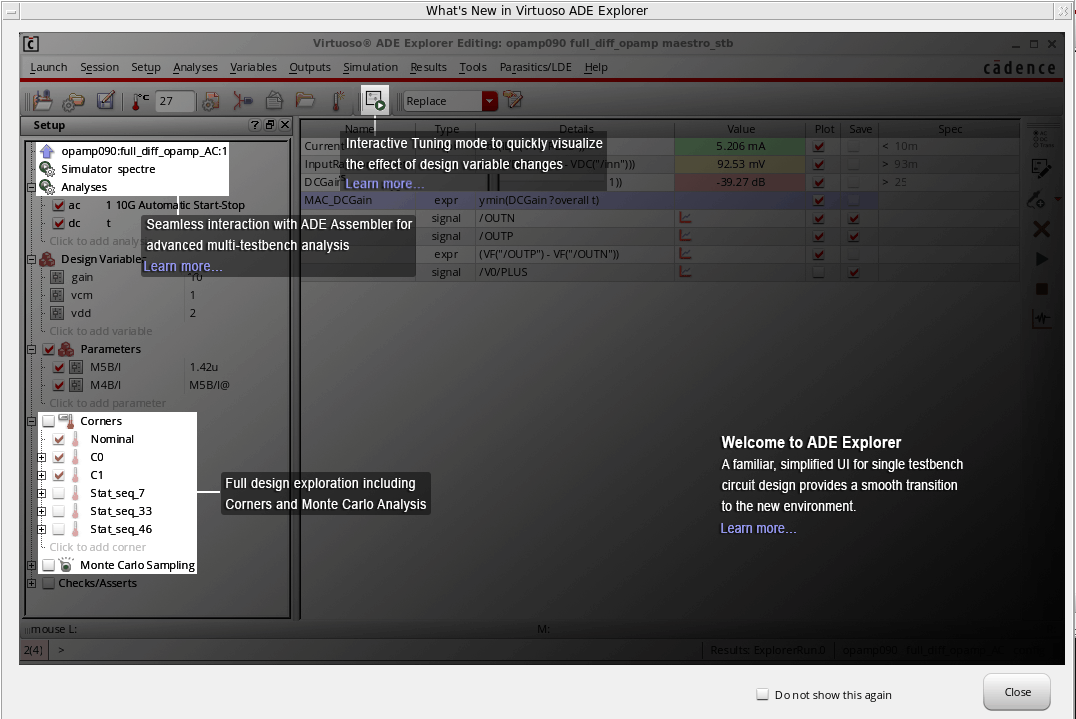 What's New in Virtuoso ADE Explorer
Virtuoso® ADE Explorer Editing: opamp090 full_diff_opamp maestro_stb
Launch Session Setup Analyses Variables Outputs Simulation Results Tools Parasitics/LDE Help
cādence
°C 27 Replace
Setup
Name Type Details Value Plot Save Spec
opamp090:full_diff_opamp_AC:1
Simulator spectre
Analyses
ac 1 10G Automatic Start-Stop
dc t
Click to add analysis
Design Variables
gain 10
vcm 1
vdd 2
Click to add variable
Parameters
M5B/l 1.42u
M4B/l M5B/l@
Click to add parameter
Corners
Nominal
C0
C1
Stat_seq_7
Stat_seq_33
Stat_seq_46
Click to add corner
Monte Carlo Sampling
Checks/Asserts
Current 5.206 mA < 10m
VDC("/inn"))) 92.53 mV > 93m
DCGain 1)) -39.27 dB > 25
MAC_DCGain expr ymin(DCGain ?overall t)
signal /OUTN
signal /OUTP
expr (VF("/OUTP") - VF("/OUTN"))
signal /V0/PLUS
Interactive Tuning mode to quickly visualize
the effect of design variable changes
Learn more...
Seamless interaction with ADE Assembler for
advanced multi-testbench analysis
Learn more...
Full design exploration including
Corners and Monte Carlo Analysis
Welcome to ADE Explorer
A familiar, simplified UI for single testbench
circuit design provides a smooth transition
to the new environment.
Learn more...
mouse L: M:
2(4) > Results: ExplorerRun.0 opamp090 full_diff_opamp
Do not show this again
Close